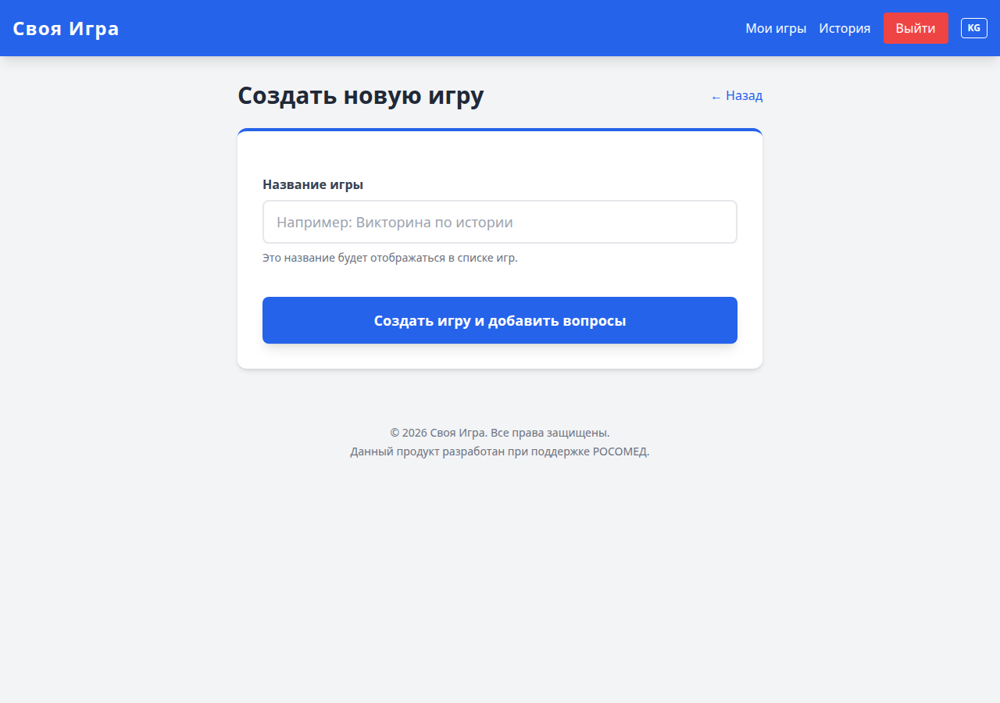 Своя Игра
Мои игры
История
Выйти
KG
Создать новую игру
← Назад
Название игры
Например: Викторина по истории
Это название будет отображаться в списке игр.
Создать игру и добавить вопросы
© 2026 Своя Игра. Все права защищены.
Данный продукт разработан при поддержке РОСОМЕД.